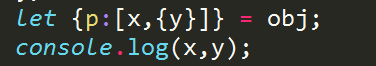 let {p:[x,{y}]} = obj;
console.log(x,y);